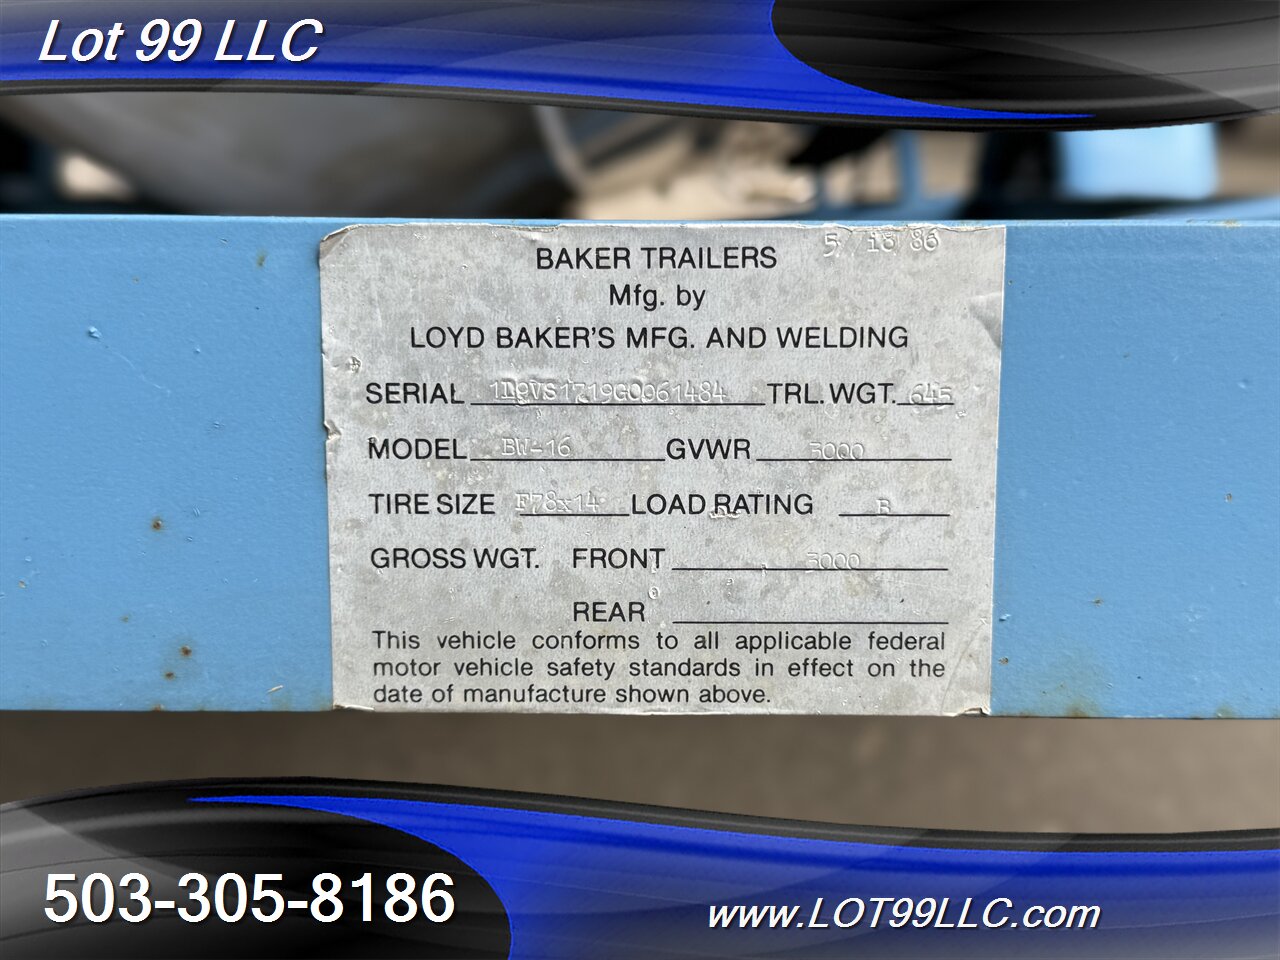 Lot 99 LLC
5/16/86
BAKER TRAILERS
Mfg. by
LOYD BAKER'S MFG. AND WELDING
SERIAL TRL. WGT. 645
MODEL BW-16 GVWR 3000
TIRE SIZE F78x14 LOAD RATING B
GROSS WGT. FRONT 3000
REAR
This vehicle conforms to all applicable federal
motor vehicle safety standards in effect on the
date of manufacture shown above.
503-305-8186
www.LOT99LLC.com